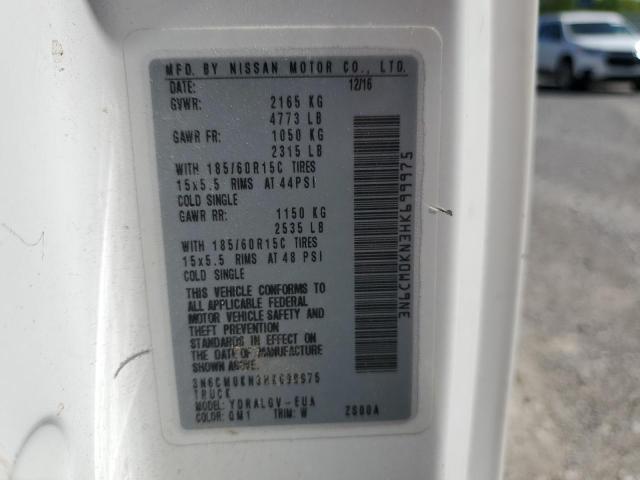 MFD. BY NISSAN MOTOR CO., LTD.
DATE: 12/16
GVWR: 2165 KG
4773 LB
GAWR FR: 1050 KG
2315 LB
WITH 185/60R15C TIRES
15x5.5 RIMS AT 44PSI
COLD SINGLE
GAWR RR: 1150 KG
2535 LB
WITH 185/60R15C TIRES
15x5.5 RIMS AT 48 PSI
COLD SINGLE
THIS VEHICLE CONFORMS TO
ALL APPLICABLE FEDERAL
MOTOR VEHICLE SAFETY AND
THEFT PREVENTION
STANDARDS IN EFFECT
ON THE DATE OF MANUFACTURE
SHOWN ABOVE.
3N6CM0KN3HK699975
TRUCK
MODEL: YDRALGV-EUA
COLOR: QM1 TRIM: W ZS00A
3N6CM0KN3HK699975